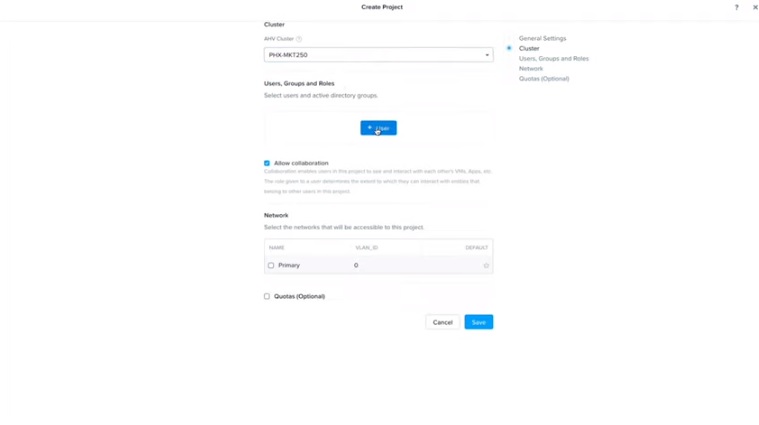 Create Project
?
×
Cluster
AHV Cluster ?
PHX-MKT250
General Settings
Cluster
Users, Groups and Roles
Network
Quotas (Optional)
Users, Groups and Roles
Select users and active directory groups.
+ User
Allow collaboration
Collaboration enables users in this project to use and interact with each other's VMs, Apps, etc.
The role given to a user determines the extent to which they can interact with entities that
belong to other users in this project.
Network
Select the networks that will be accessible to this project.
NAME VLAN_ID DEFAULT
Primary 0
Quotas (Optional)
Cancel Save